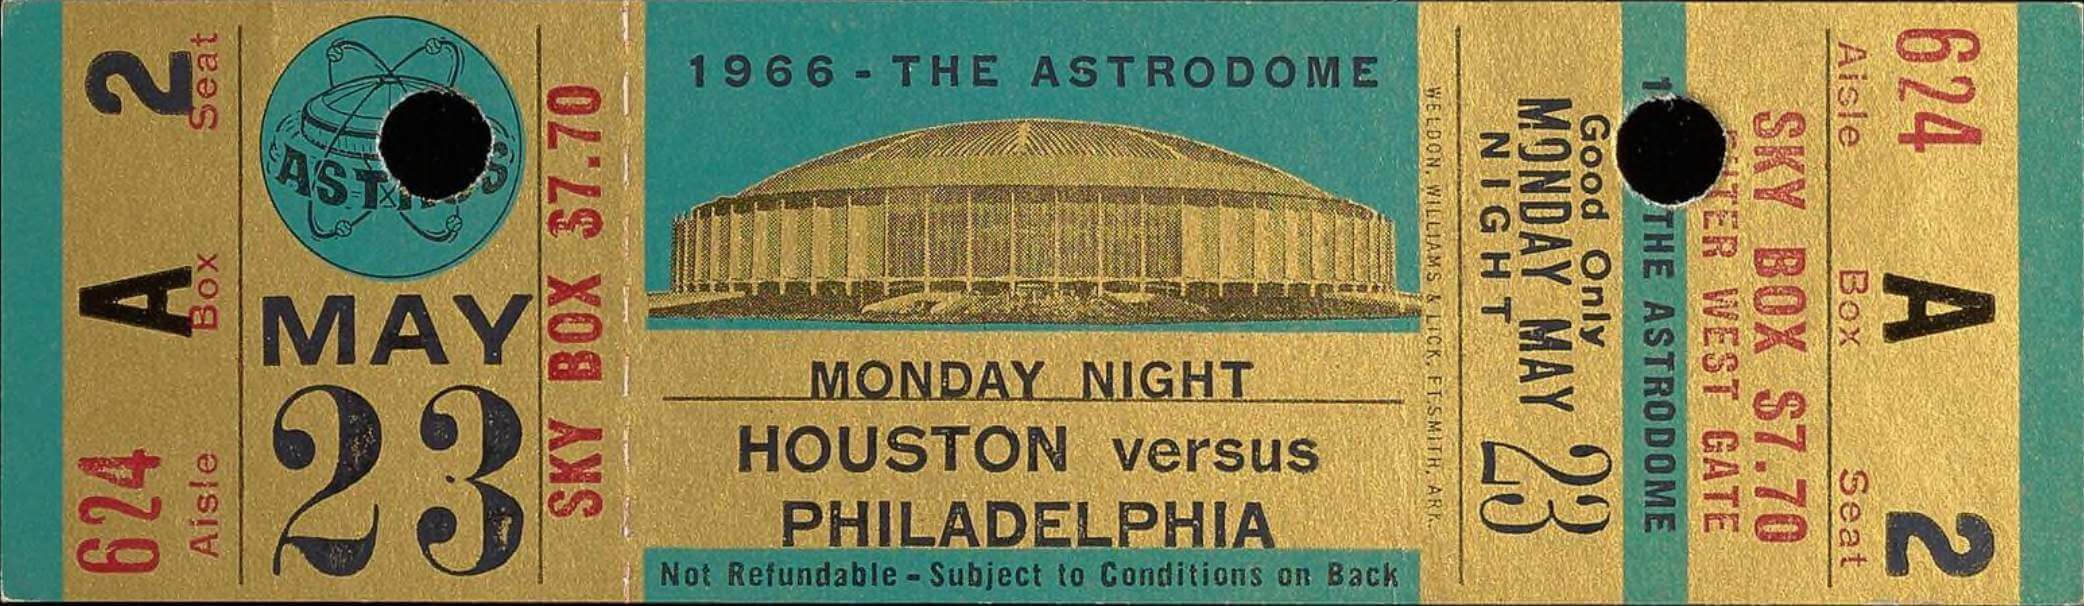 2
Seat
A
Box
624
Aisle
MAY
23
SKY BOX $7.70
1966 - THE ASTRODOME
MONDAY NIGHT
HOUSTON versus
PHILADELPHIA
Not Refundable - Subject to Conditions on Back
WELDON, WILLIAMS & LICK, FT. SMITH, ARK.
Good Only
MONDAY MAY 23
NIGHT
THE ASTRODOME
WEST GATE
SKY BOX $7.70
624
Aisle
A
Box
2
Seat